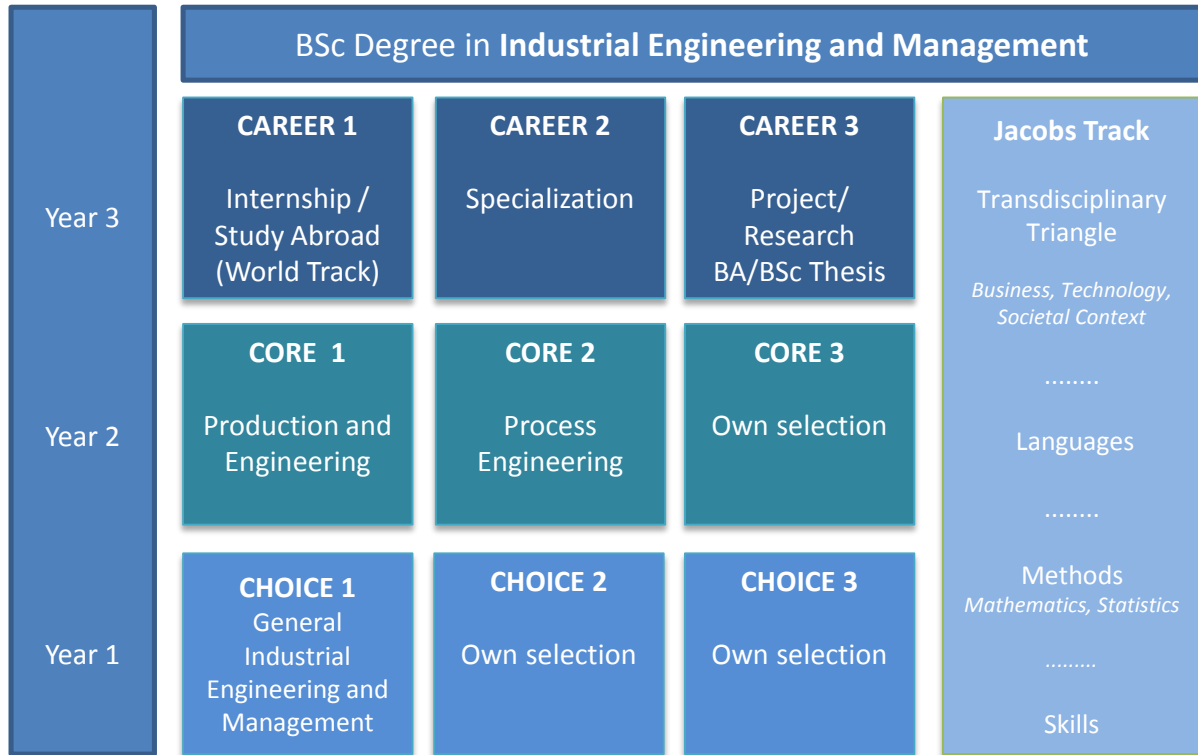 BSc Degree in Industrial Engineering and Management
Year 3
CAREER 1
Internship /
Study Abroad
(World Track)
CAREER 2
Specialization
CAREER 3
Project/
Research
BA/BSc Thesis
Year 2
CORE  1
Production and
Engineering
CORE 2
Process
Engineering
CORE 3
Own selection
Year 1
CHOICE 1
General
Industrial
Engineering and
Management
CHOICE 2
Own selection
CHOICE 3
Own selection
Jacobs Track
Transdisciplinary
Triangle
Business, Technology,
Societal Context
........
Languages
........
Methods
Mathematics, Statistics
.........
Skills